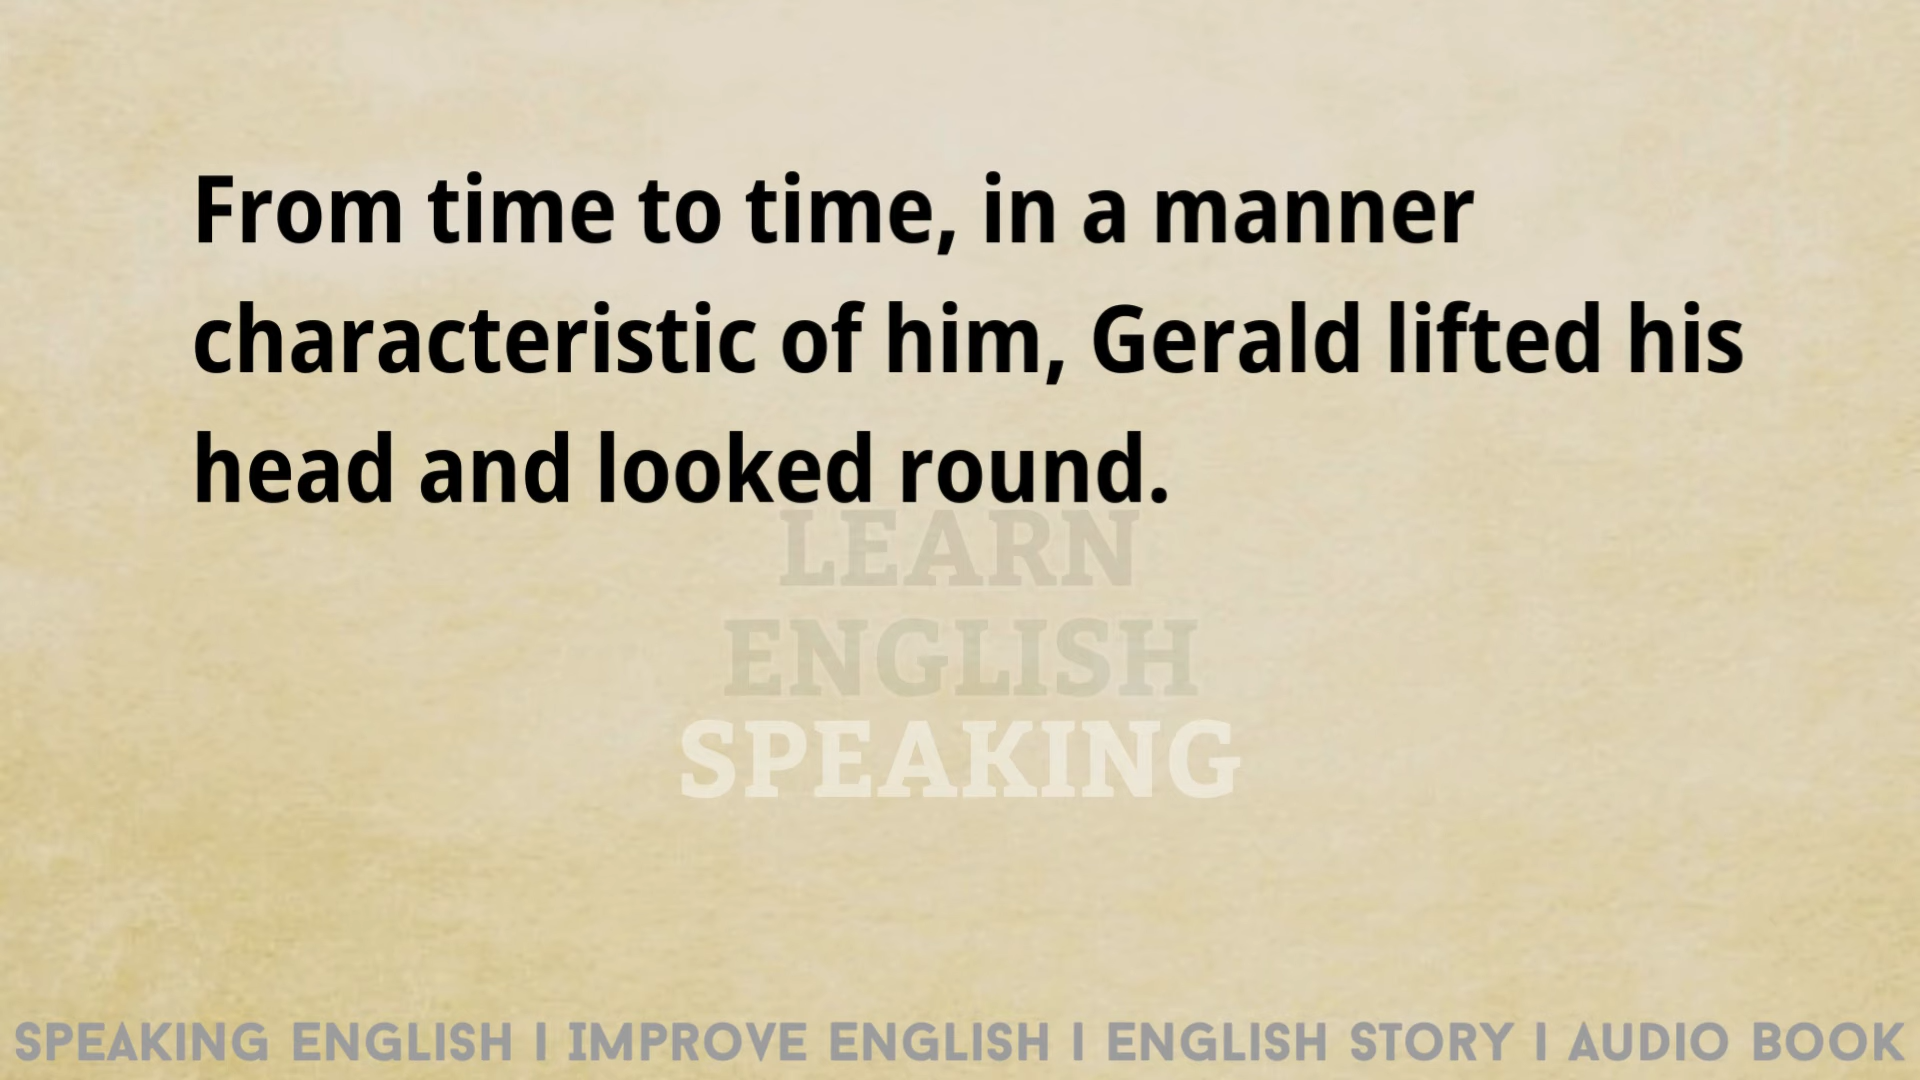 From time to time, in a manner
characteristic of him, Gerald lifted his
head and looked round.
LEARN
ENGLISH
SPEAKING
SPEAKING ENGLISH | IMPROVE ENGLISH | ENGLISH STORY | AUDIO BOOK